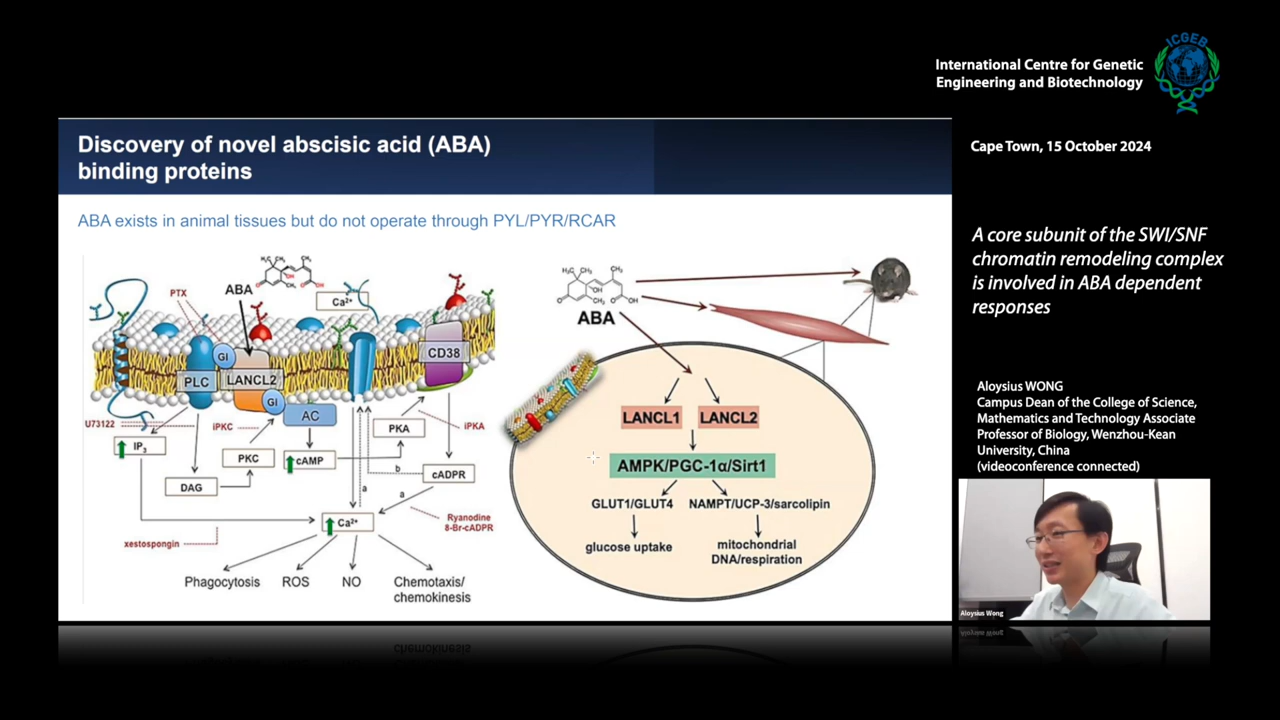 ICGEB
International Centre for Genetic
Engineering and Biotechnology
Cape Town, 15 October 2024
A core subunit of the SWI/SNF
chromatin remodeling complex
is involved in ABA dependent
responses
Aloysius WONG
Campus Dean of the College of Science,
Mathematics and Technology Associate
Professor of Biology, Wenzhou-Kean
University, China
(videoconference connected)
Aloysius Wong
Discovery of novel abscisic acid (ABA)
binding proteins
ABA exists in animal tissues but do not operate through PYL/PYR/RCAR
PTX
ABA
Ca²⁺
GI
PLC
LANCL2
CD38
GI
AC
U73122
iPKC
PKA
iPKA
IP₃
PKC
cAMP
b
cADPR
DAG
a
a
Ca²⁺
Ryanodine
8-Br-cADPR
xestospongin
Phagocytosis
ROS
NO
Chemotaxis/
chemokinesis
H₃C
CH₃
CH₃
OH
O
CH₃
O
OH
ABA
LANCL1
LANCL2
AMPK/PGC-1α/Sirt1
GLUT1/GLUT4
NAMPT/UCP-3/sarcolipin
glucose uptake
mitochondrial
DNA/respiration